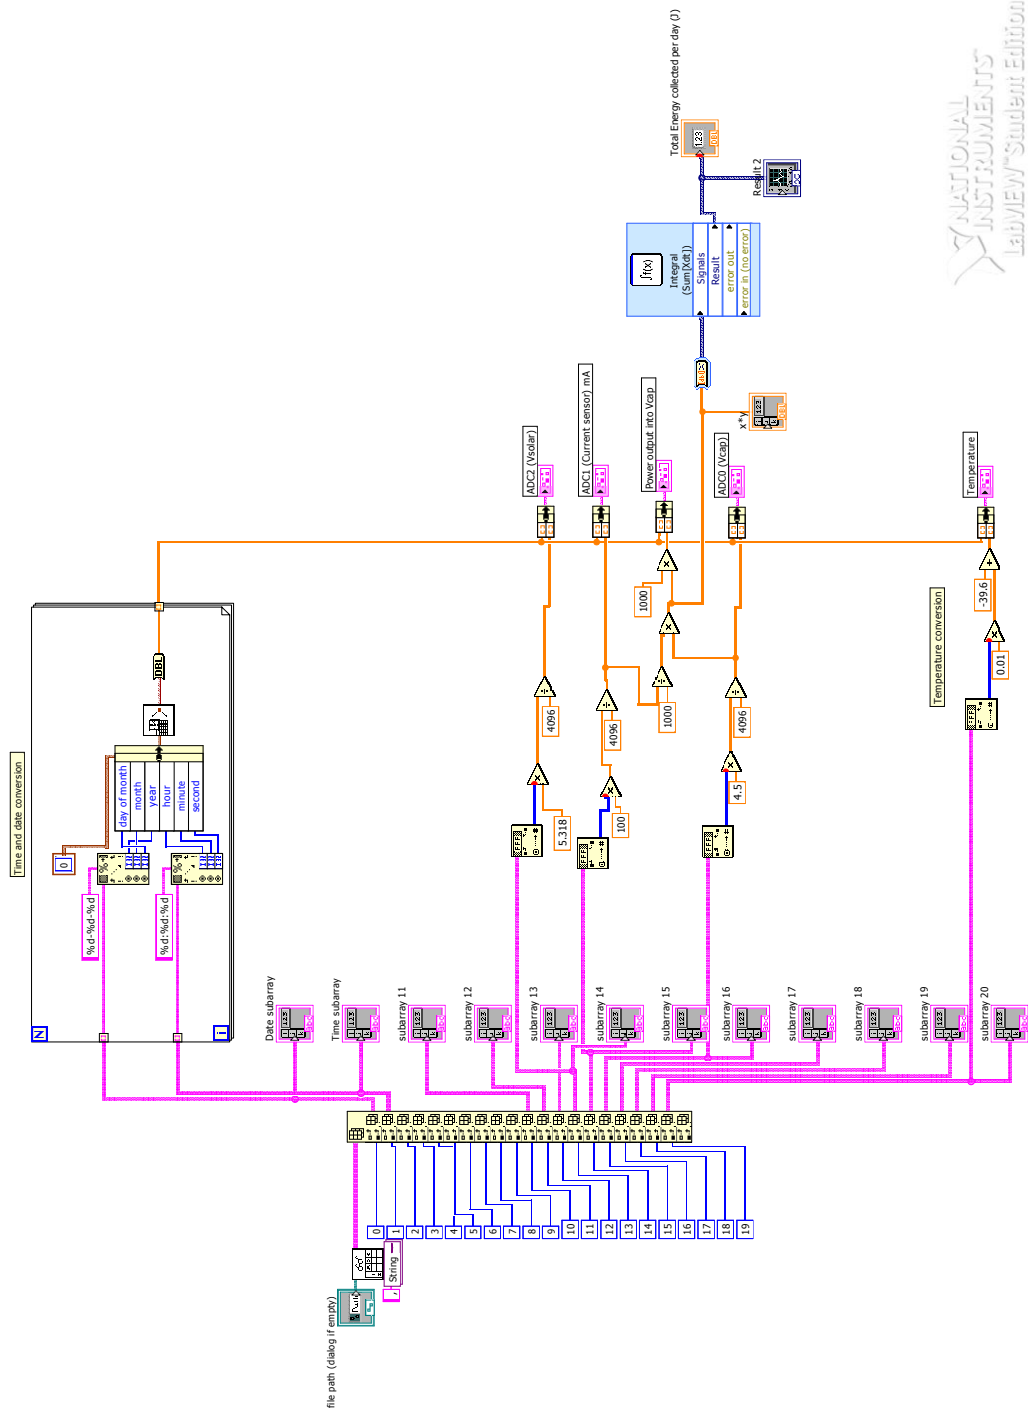 file path (dialog if empty)
String
,
0
1
2
3
4
5
6
7
8
9
10
11
12
13
14
15
16
17
18
19
Date subarray
Time subarray
subarray 11
subarray 12
subarray 13
subarray 14
subarray 15
subarray 16
subarray 17
subarray 18
subarray 19
subarray 20
Time and date conversion
N
i
%d-%d-%d
%d:%d:%d
0
day of month
month
year
hour
minute
second
DBL
5.318
4096
ADC2 (Vsolar)
100
4096
ADC1 (Current sensor) mA
1000
1000
Power output into Vcap
4.5
4096
ADC0 (Vcap)
x*y
Temperature conversion
0.01
-39.6
Temperature
Integral
(Sum[Xdt])
Signals
Result
error out
error in (no error)
Result 2
Total Energy collected per day (J)
123
DBL
NATIONAL
INSTRUMENTS™
LabVIEW™ Student Edition